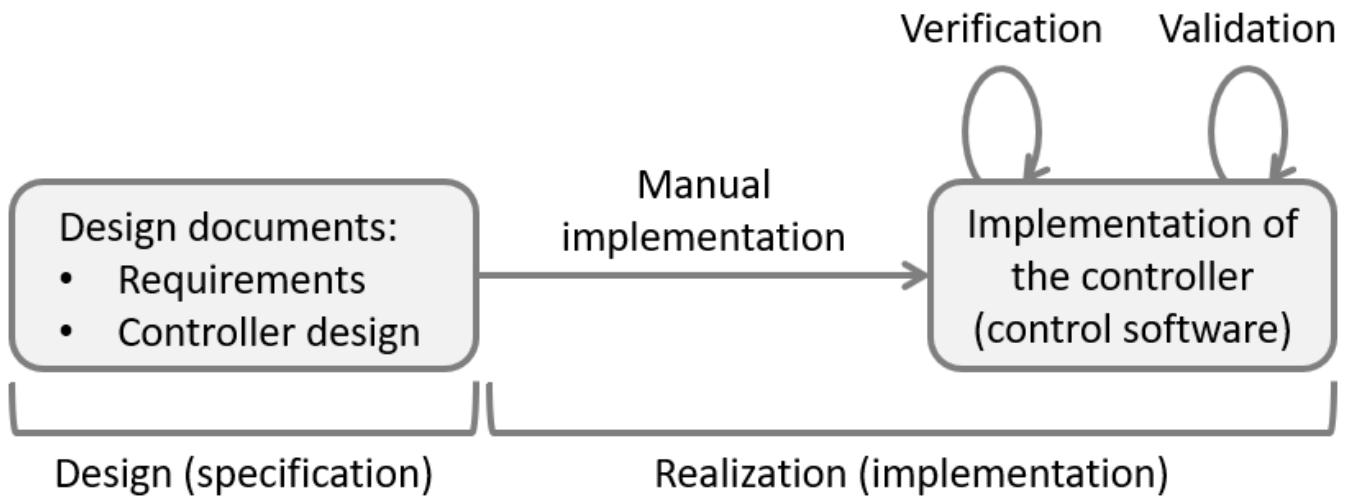 Verification
Validation
Manual
implementation
Design documents:
• Requirements
• Controller design
Implementation of
the controller
(control software)
Design (specification)
Realization (implementation)